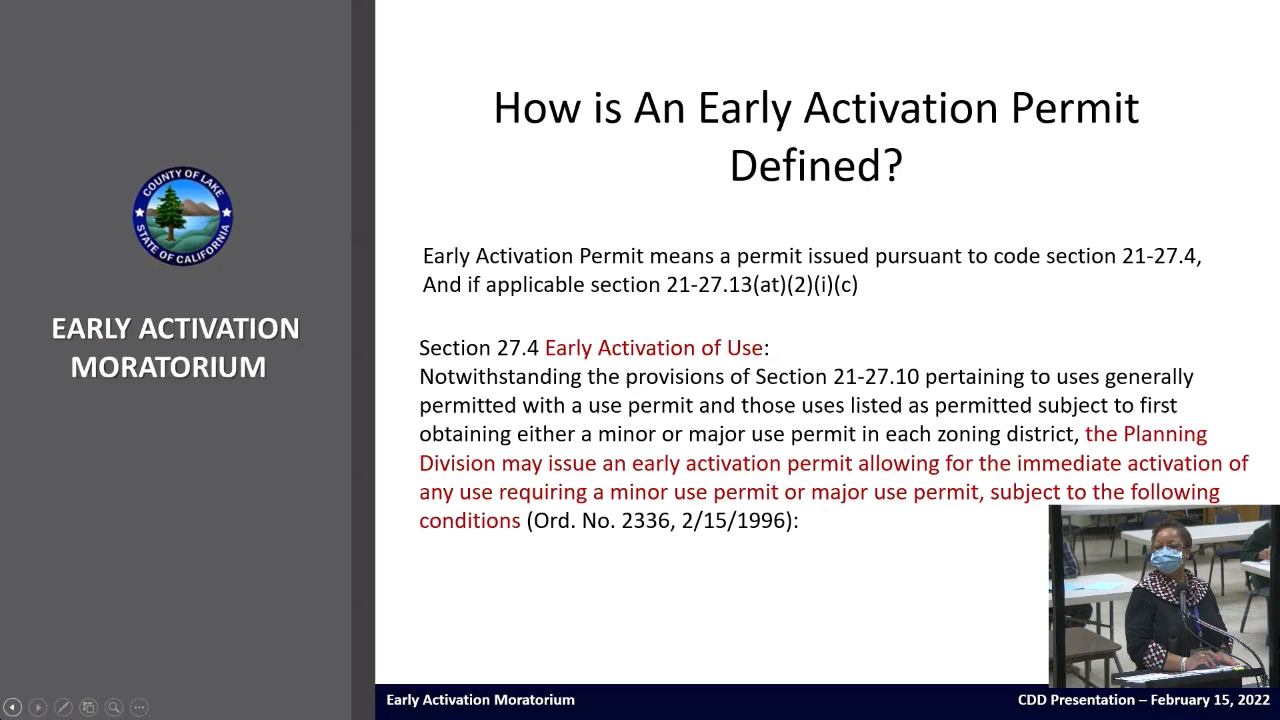 COUNTY OF LAKE
STATE OF CALIFORNIA
EARLY ACTIVATION
MORATORIUM
How is An Early Activation Permit
Defined?
Early Activation Permit means a permit issued pursuant to code section 21-27.4,
And if applicable section 21-27.13(at)(2)(i)(c)
Section 27.4 Early Activation of Use:
Notwithstanding the provisions of Section 21-27.10 pertaining to uses generally
permitted with a use permit and those uses listed as permitted subject to first
obtaining either a minor or major use permit in each zoning district, the Planning
Division may issue an early activation permit allowing for the immediate activation of
any use requiring a minor use permit or major use permit, subject to the following
conditions (Ord. No. 2336, 2/15/1996):
Early Activation Moratorium
CDD Presentation – February 15, 2022